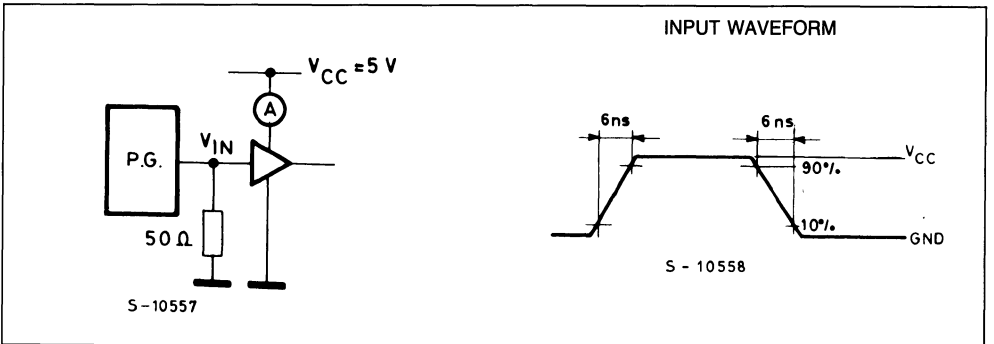 INPUT WAVEFORM
V_CC = 5 V
A
P.G.
V_IN
50 Ω
S-10557
6ns
6 ns
V_CC
90%
10%
GND
S - 10558